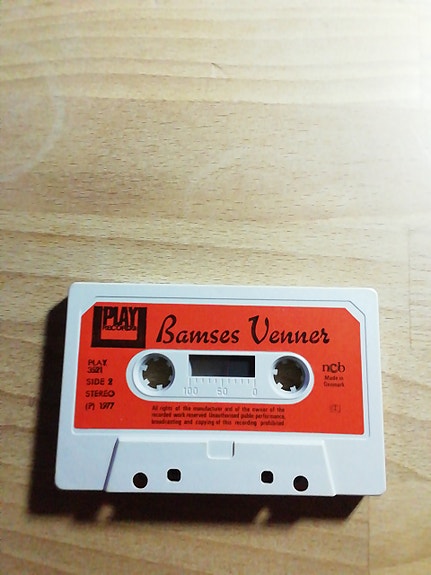 PLAY
RECORDS
Bamses Venner
PLAY
3521
SIDE 2
STEREO
(P) 1977
ncb
Made in
Denmark
100 50 0
All rights of the manufacturer and of the owner of the
recorded work reserved. Unauthorised public performance,
broadcasting and copying of this recording prohibited